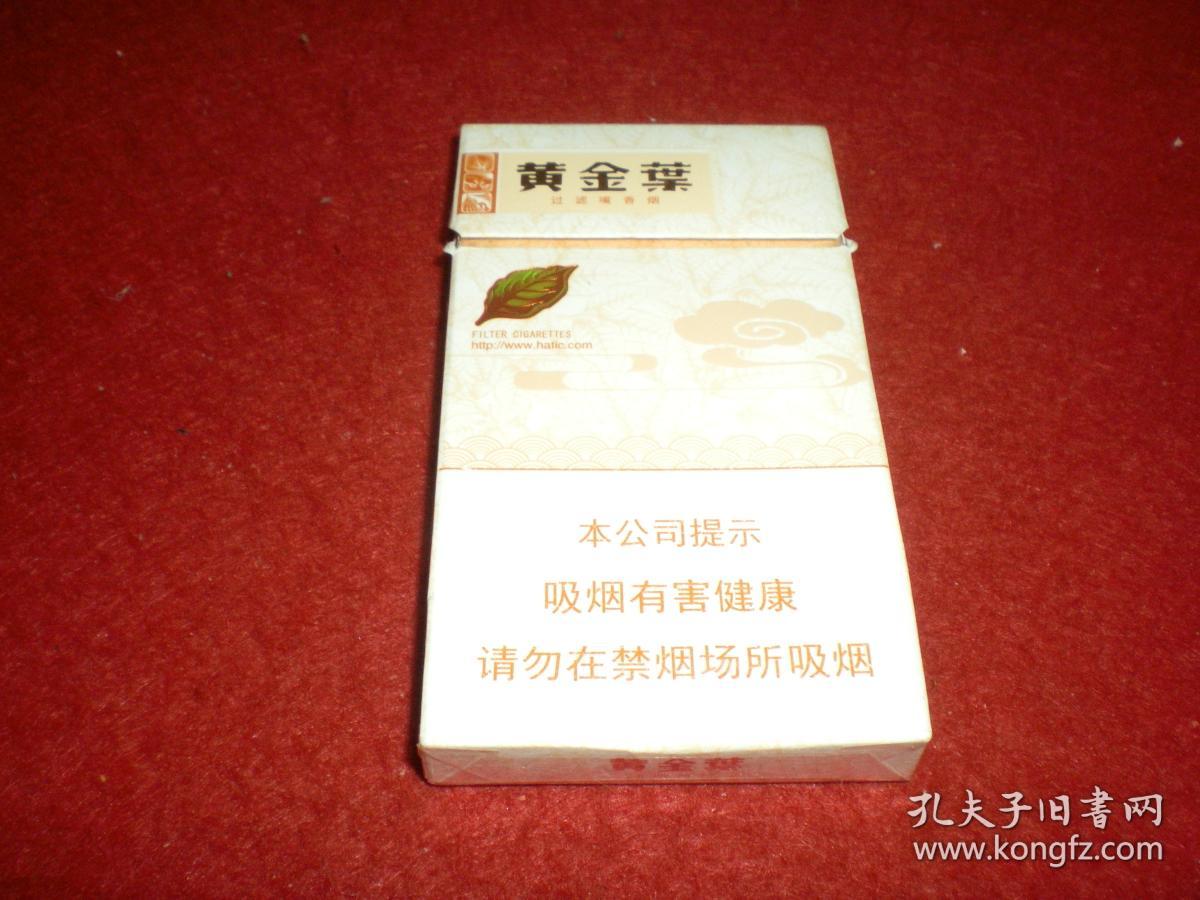 黄金葉
过滤嘴香烟
FILTER CIGARETTES
http://www.hatic.com
本公司提示
吸烟有害健康
请勿在禁烟场所吸烟
黄金葉
孔夫子旧书网
www.kongfz.com